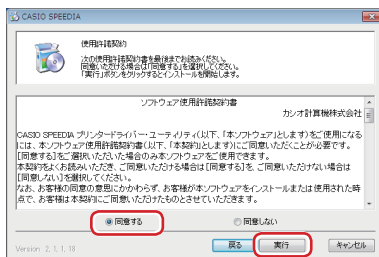 CASIO SPEEDIA
使用許諾契約
次の使用許諾契約書を最後までお読みください。
同意いただける場合は「同意する」を選択してください。
「実行」ボタンをクリックするとインストールを開始します。
ソフトウェア使用許諾契約書
カシオ計算機株式会社
CASIO SPEEDIA プリンタードライバー・ユーティリティ(以下、「本ソフトウェア」とします)をご使用になる
には、本ソフトウェア使用許諾契約書(以下、「本契約」とします)にご同意いただくことが必要です。
[同意する]をご選択いただいた場合のみ本ソフトウェアをご使用できます。
本契約をよくお読みいただき、ご同意いただける場合は[同意する]を、ご同意いただけない場合は
[同意しない]を選択してください。
なお、お客様の同意の意思にかかわらず、お客様が本ソフトウェアをインストールまたは使用された時
点で、お客様は本契約にご同意いただけたものとさせていただきます。
同意する 同意しない
Version 2, 1, 1, 18 戻る 実行 キャンセル